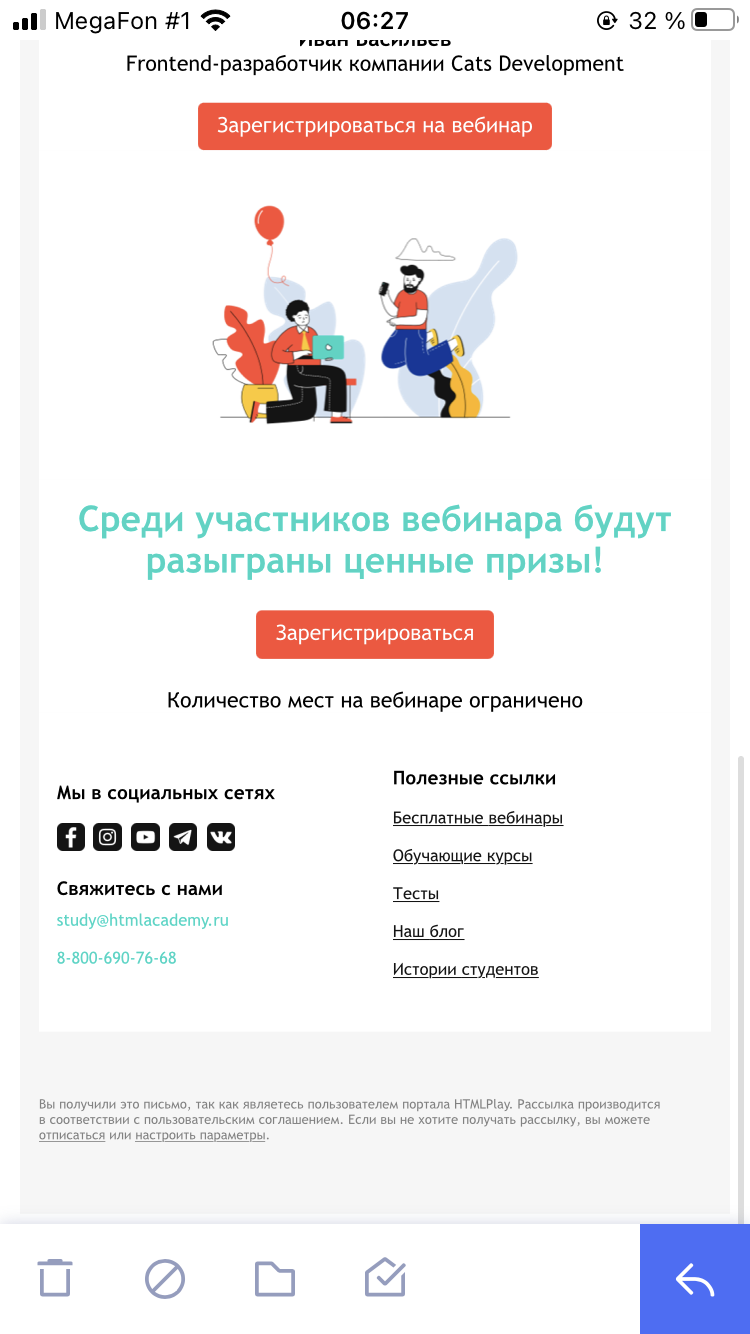 MegaFon #1 06:27 32 %
Иван Васильев
Frontend-разработчик компании Cats Development
Зарегистрироваться на вебинар
Среди участников вебинара будут
разыграны ценные призы!
Зарегистрироваться
Количество мест на вебинаре ограничено
Мы в социальных сетях
Свяжитесь с нами
study@htmlacademy.ru
8-800-690-76-68
Полезные ссылки
Бесплатные вебинары
Обучающие курсы
Тесты
Наш блог
Истории студентов
Вы получили это письмо, так как являетесь пользователем портала HTMLPlay. Рассылка производится
в соответствии с пользовательским соглашением. Если вы не хотите получать рассылку, вы можете
отписаться или настроить параметры.